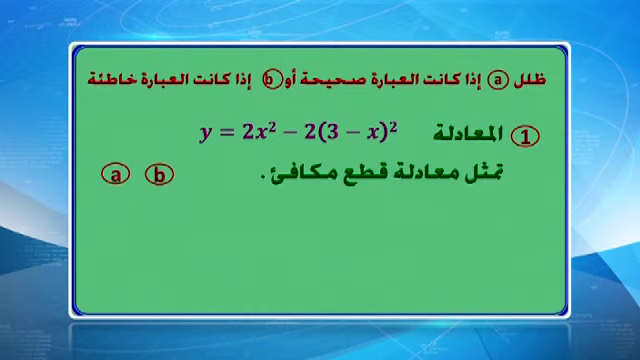 ظلل ⓐ إذا كانت العبارة صحيحة أو ⓑ إذا كانت العبارة خاطئة
① المعادلة y = 2x² − 2(3 − x)²
تمثل معادلة قطع مكافئ . ⓑ ⓐ